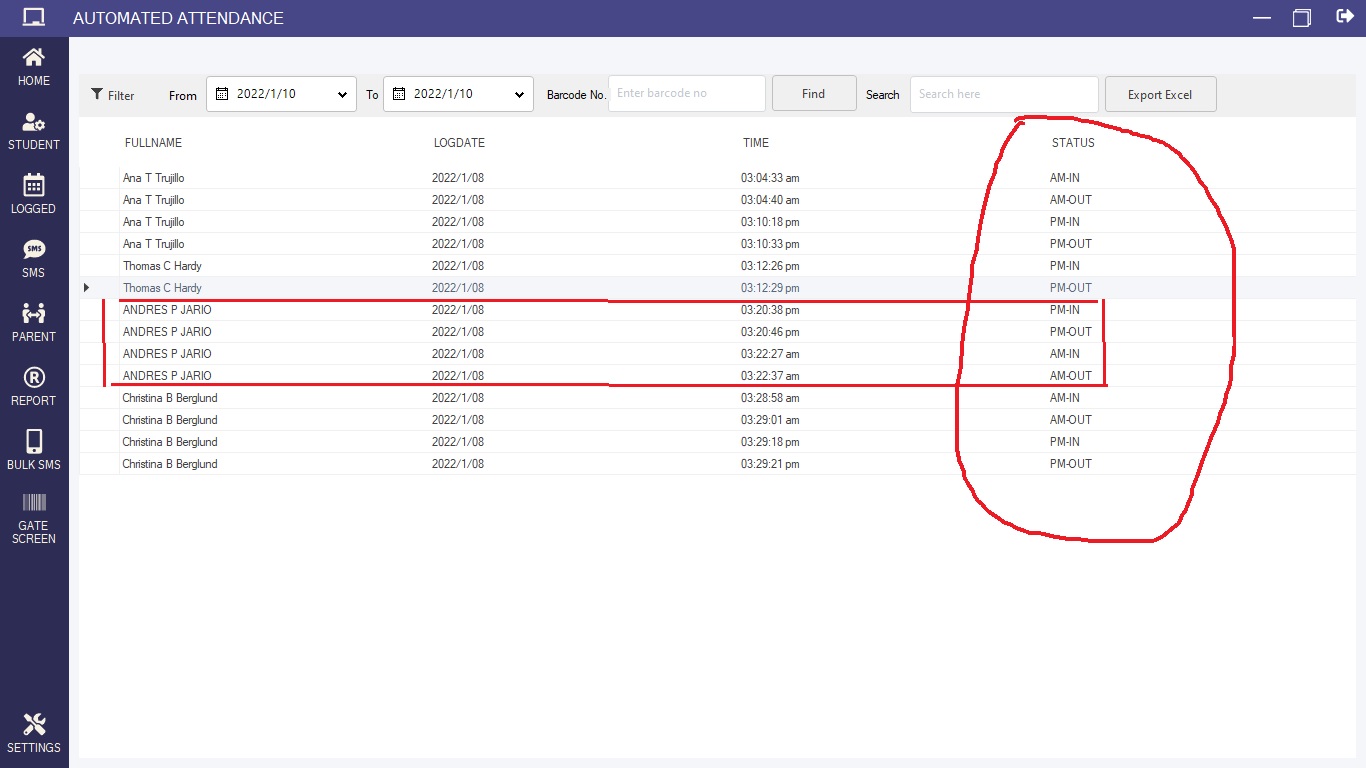 AUTOMATED ATTENDANCE
HOME
STUDENT
LOGGED
SMS
SMS
PARENT
R
REPORT
BULK SMS
GATE
SCREEN
SETTINGS
Filter From 2022/1/10 To 2022/1/10 Barcode No. Enter barcode no Find Search Search here Export Excel
FULLNAME LOGDATE TIME STATUS
Ana T Trujillo 2022/1/08 03:04:33 am AM-IN
Ana T Trujillo 2022/1/08 03:04:40 am AM-OUT
Ana T Trujillo 2022/1/08 03:10:18 pm PM-IN
Ana T Trujillo 2022/1/08 03:10:33 pm PM-OUT
Thomas C Hardy 2022/1/08 03:12:26 pm PM-IN
Thomas C Hardy 2022/1/08 03:12:29 pm PM-OUT
ANDRES P JARIO 2022/1/08 03:20:38 pm PM-IN
ANDRES P JARIO 2022/1/08 03:20:46 pm PM-OUT
ANDRES P JARIO 2022/1/08 03:22:27 am AM-IN
ANDRES P JARIO 2022/1/08 03:22:37 am AM-OUT
Christina B Berglund 2022/1/08 03:28:58 am AM-IN
Christina B Berglund 2022/1/08 03:29:01 am AM-OUT
Christina B Berglund 2022/1/08 03:29:18 pm PM-IN
Christina B Berglund 2022/1/08 03:29:21 pm PM-OUT